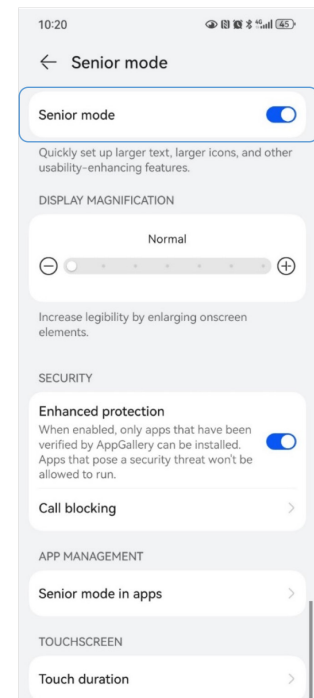 10:20
45
Senior mode
Senior mode
Quickly set up larger text, larger icons, and other
usability-enhancing features.
DISPLAY MAGNIFICATION
Normal
Increase legibility by enlarging onscreen
elements.
SECURITY
Enhanced protection
When enabled, only apps that have been
verified by AppGallery can be installed.
Apps that pose a security threat won't be
allowed to run.
Call blocking
APP MANAGEMENT
Senior mode in apps
TOUCHSCREEN
Touch duration